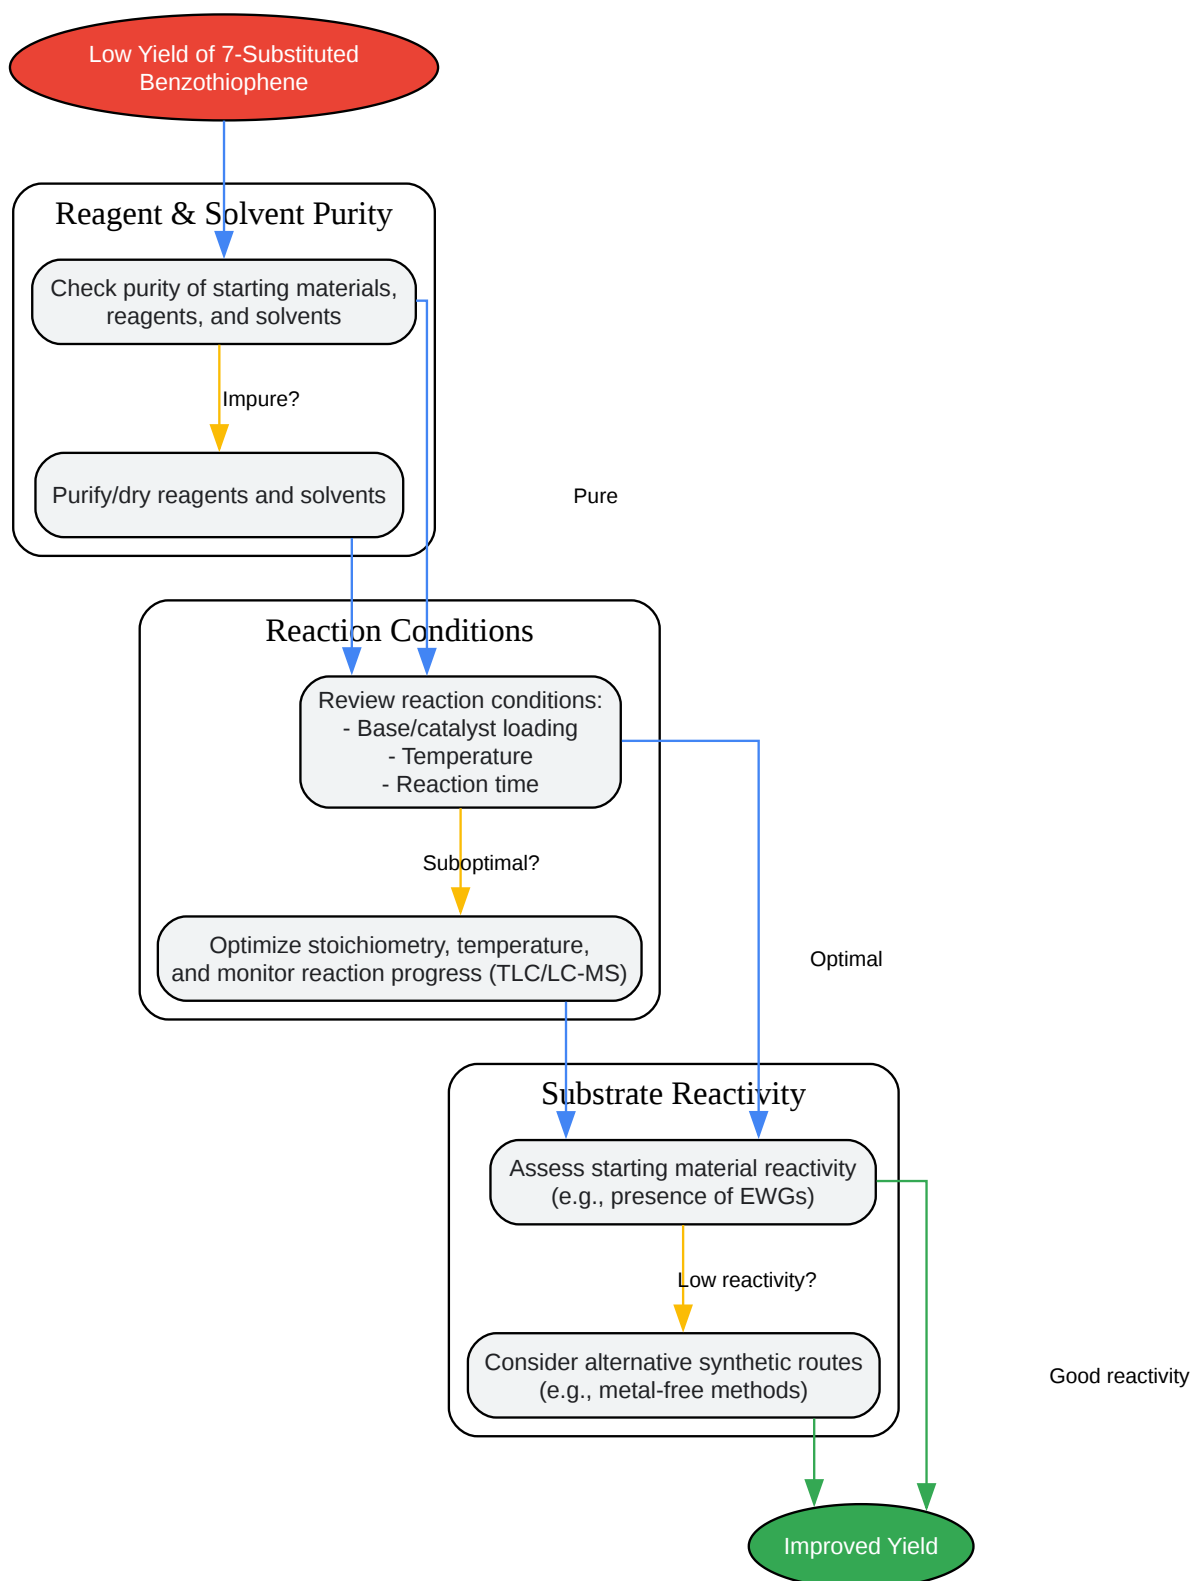 Low Yield of 7-Substituted
Benzothiophene
Reagent & Solvent Purity
Check purity of starting materials,
reagents, and solvents
Impure?
Purify/dry reagents and solvents
Pure
Reaction Conditions
Review reaction conditions:
- Base/catalyst loading
- Temperature
- Reaction time
Suboptimal?
Optimize stoichiometry, temperature,
and monitor reaction progress (TLC/LC-MS)
Optimal
Substrate Reactivity
Assess starting material reactivity
(e.g., presence of EWGs)
Low reactivity?
Consider alternative synthetic routes
(e.g., metal-free methods)
Good reactivity
Improved Yield